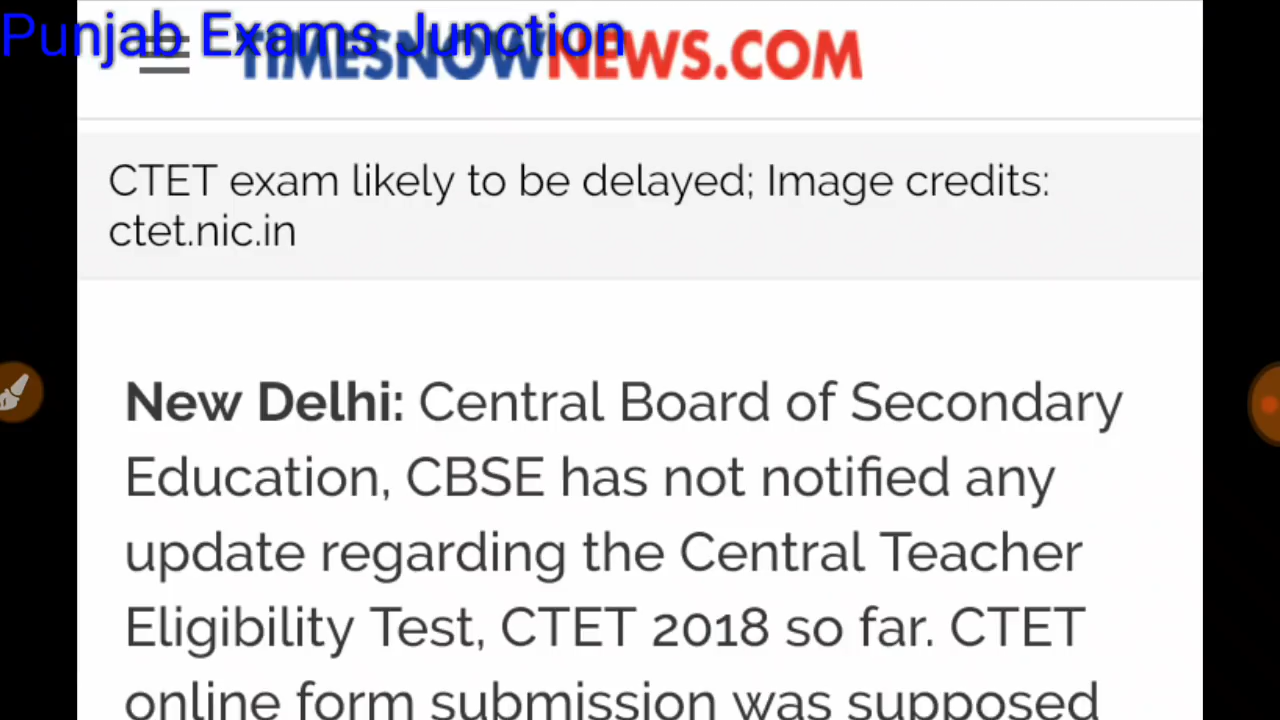 Punjab Exams Junction
TIMESNOWNEWS.COM
CTET exam likely to be delayed; Image credits:
ctet.nic.in
New Delhi: Central Board of Secondary
Education, CBSE has not notified any
update regarding the Central Teacher
Eligibility Test, CTET 2018 so far. CTET
online form submission was supposed